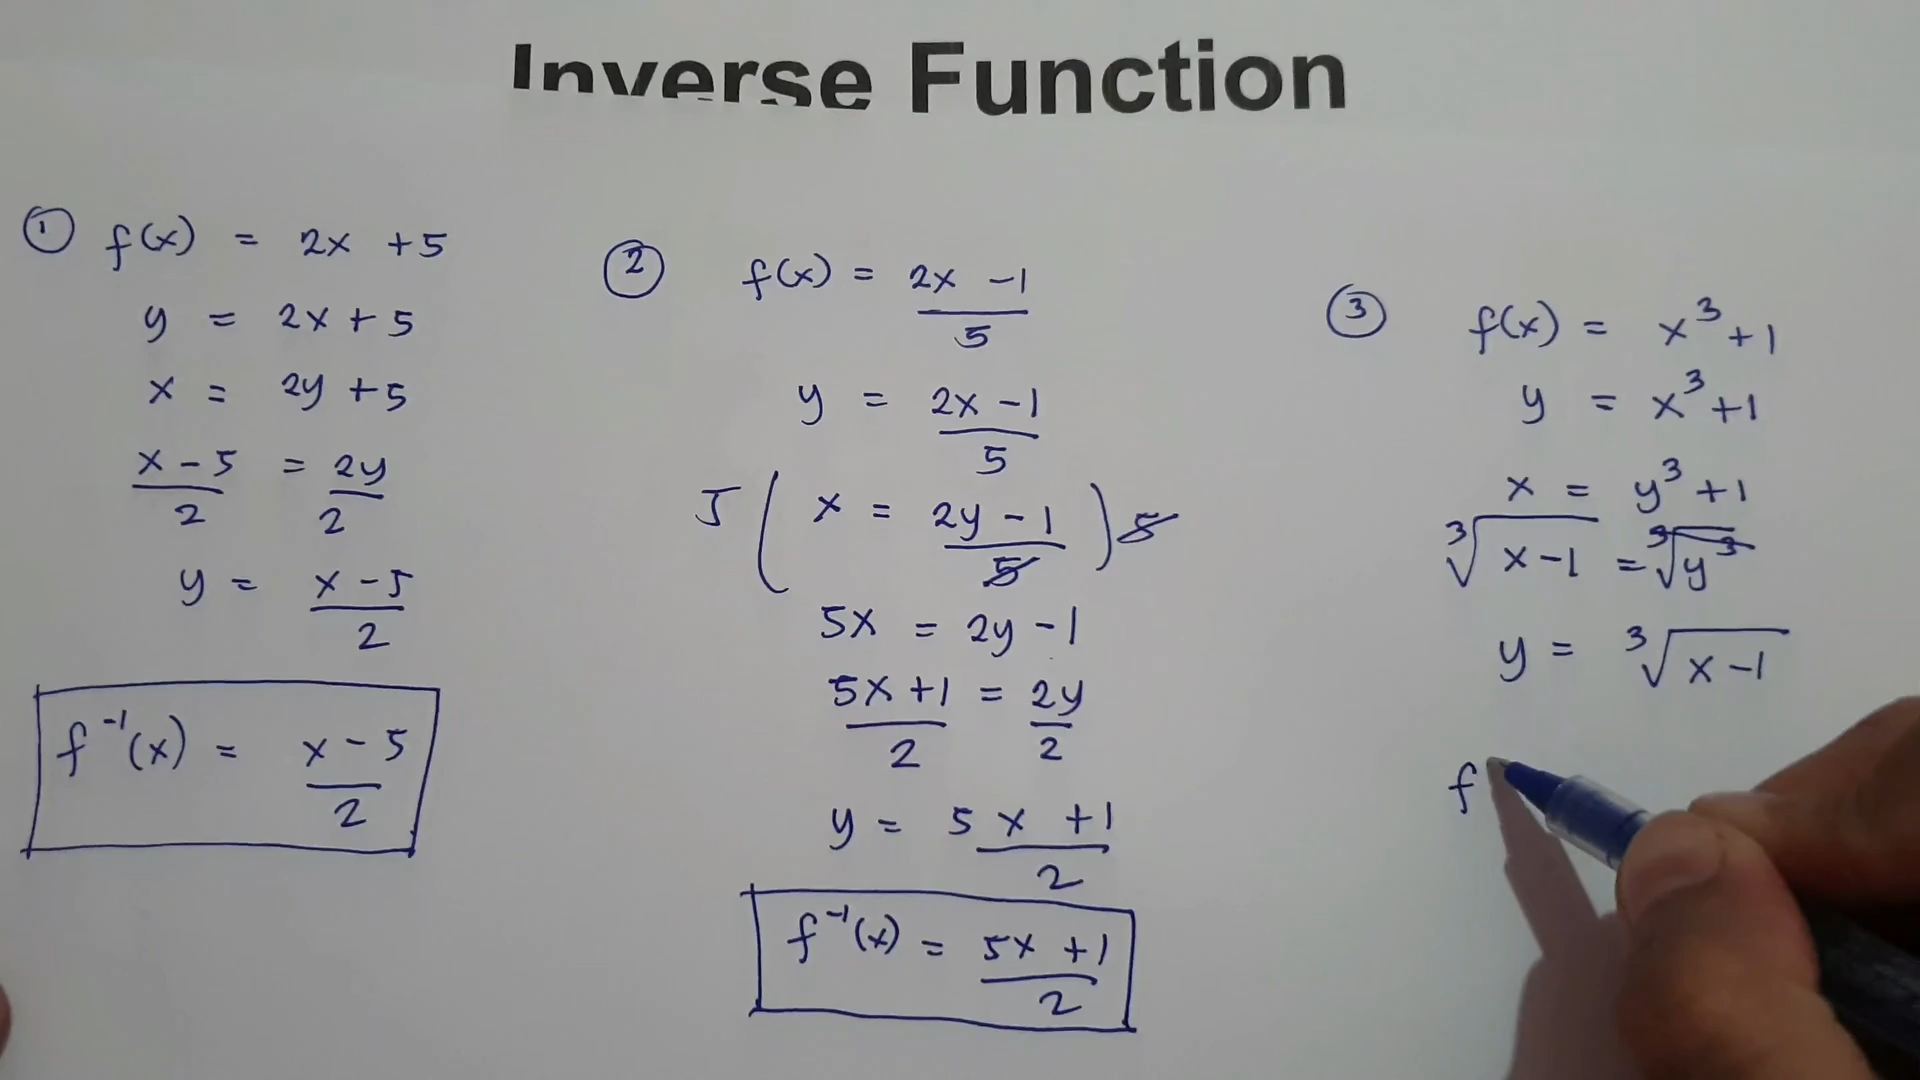 Inverse Function
① f(x) = 2x + 5
y = 2x + 5
x = 2y + 5
x - 5 / 2 = 2y / 2
y = x - 5 / 2
f⁻¹(x) = x - 5 / 2
② f(x) = 2x - 1 / 5
y = 2x - 1 / 5
5 ( x = 2y - 1 / 5 ) 5
5x = 2y - 1
5x + 1 / 2 = 2y / 2
y = 5x + 1 / 2
f⁻¹(x) = 5x + 1 / 2
③ f(x) = x³ + 1
y = x³ + 1
x = y³ + 1
∛(x - 1) = ∛(y³)
y = ∛(x - 1)
f